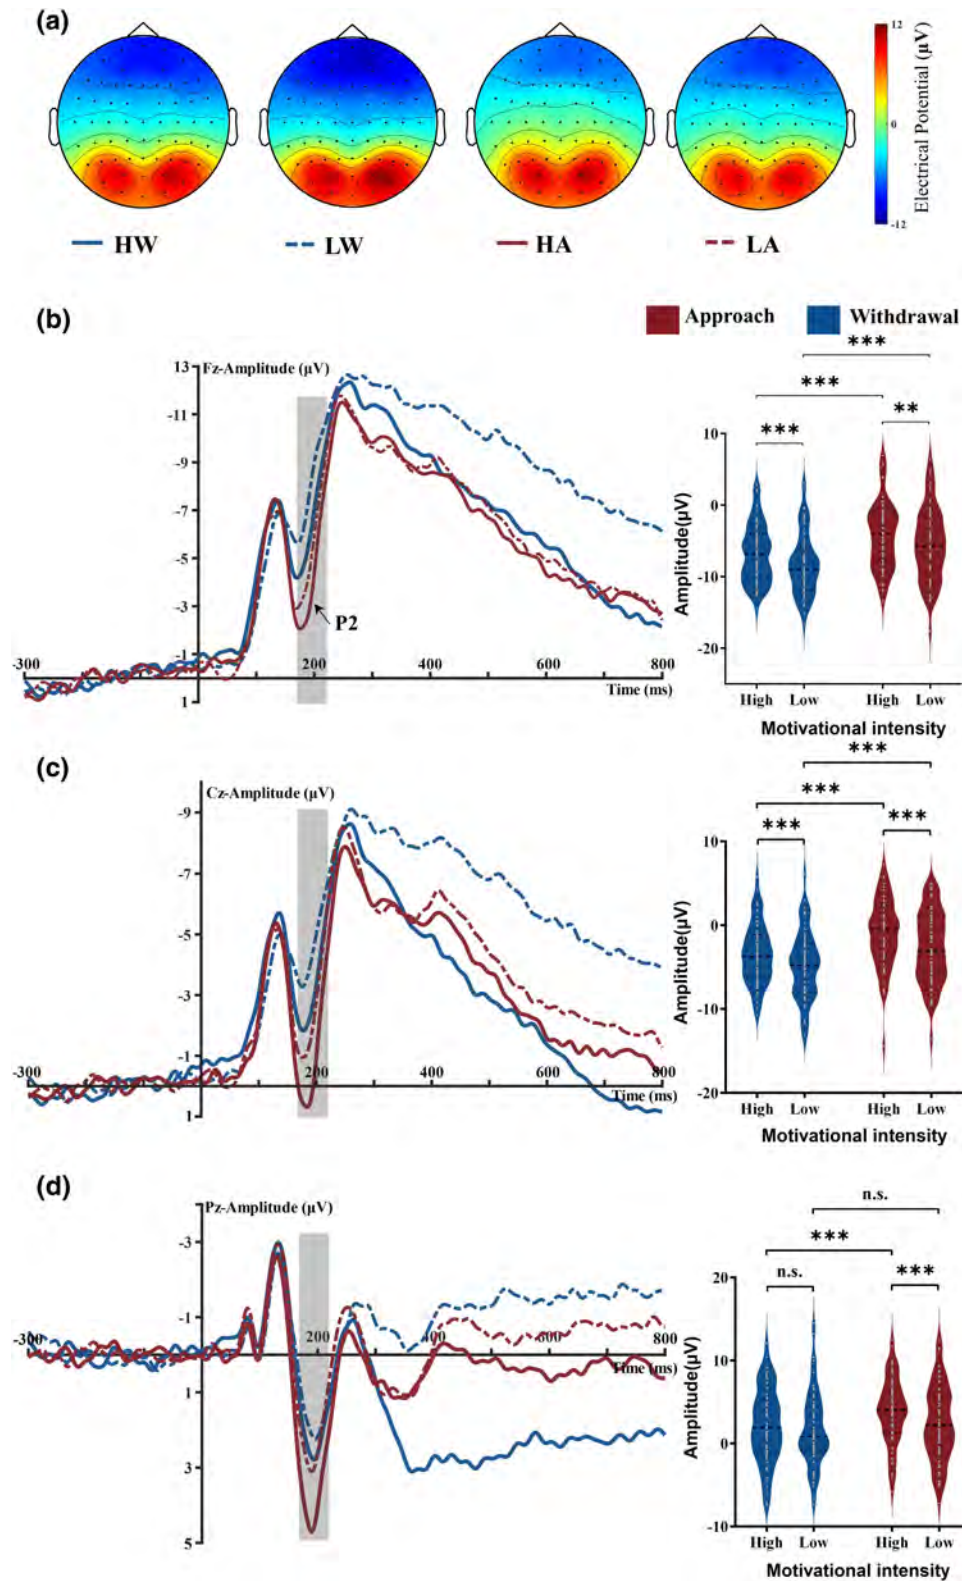 (a)
12
0
-12
Electrical Potential (μV)
HW
LW
HA
LA
(b)
Approach
Withdrawal
Fz-Amplitude (μV)
13
-11
-9
-7
-5
-3
-1
1
-300
200
400
600
800
Time (ms)
P2
***
***
***
**
Amplitude(μV)
10
0
-10
-20
High
Low
High
Low
Motivational intensity
(c)
Cz-Amplitude (μV)
-9
-7
-5
-3
-1
1
-300
200
400
600
800
Time (ms)
***
***
***
***
Amplitude(μV)
10
0
-10
-20
High
Low
High
Low
Motivational intensity
(d)
Pz-Amplitude (μV)
-3
-1
1
3
5
-300
200
400
600
800
Time (ms)
n.s.
***
n.s.
***
Amplitude(μV)
20
10
0
-10
High
Low
High
Low
Motivational intensity